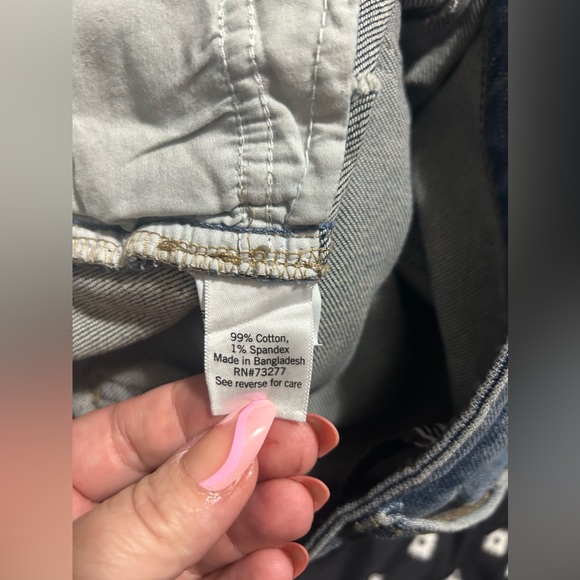 99% Cotton,
1% Spandex
Made in Bangladesh
RN#73277
See reverse for care